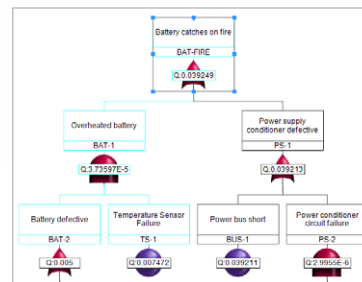 Battery catches on fire
BAT-FIRE
Q:0.039249
Overheated battery
BAT-1
Q:3.73597E-5
Power supply
conditioner defective
PS-1
Q:0.039213
Battery defective
BAT-2
Q:0.005
Temperature Sensor
Failure
TS-1
Q:0.007472
Power bus short
BUS-1
Q:0.039211
Power conditioner
circuit failure
PS-2
Q:2.9955E-6